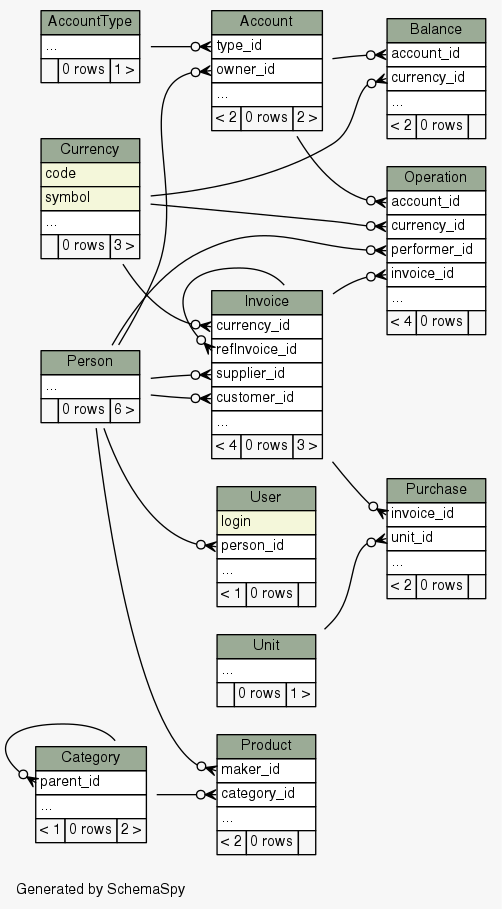 AccountType
...
0 rows 1 >
Account
type_id
owner_id
...
< 2 0 rows 2 >
Balance
account_id
currency_id
...
< 2 0 rows
Currency
code
symbol
...
0 rows 3 >
Operation
account_id
currency_id
performer_id
invoice_id
...
< 4 0 rows
Invoice
currency_id
refInvoice_id
supplier_id
customer_id
...
< 4 0 rows 3 >
Person
...
0 rows 6 >
User
login
person_id
...
< 1 0 rows
Purchase
invoice_id
unit_id
...
< 2 0 rows
Unit
...
0 rows 1 >
Category
parent_id
...
< 1 0 rows 2 >
Product
maker_id
category_id
...
< 2 0 rows
Generated by SchemaSpy